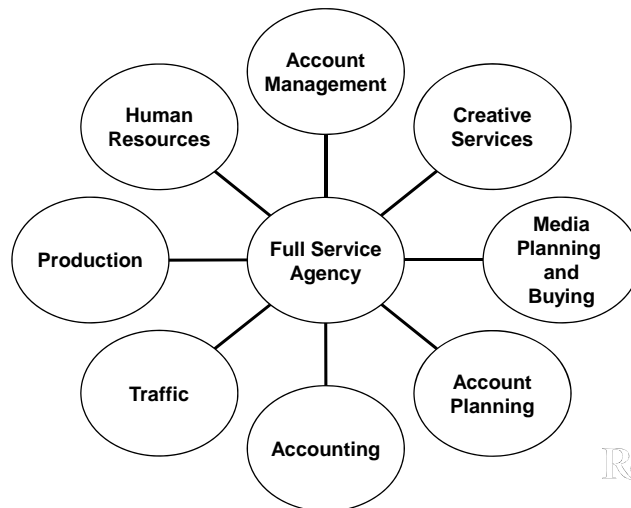 Account
Management
Human
Resources
Creative
Services
Full Service
Agency
Media
Planning
and
Buying
Production
Traffic
Account
Planning
Accounting